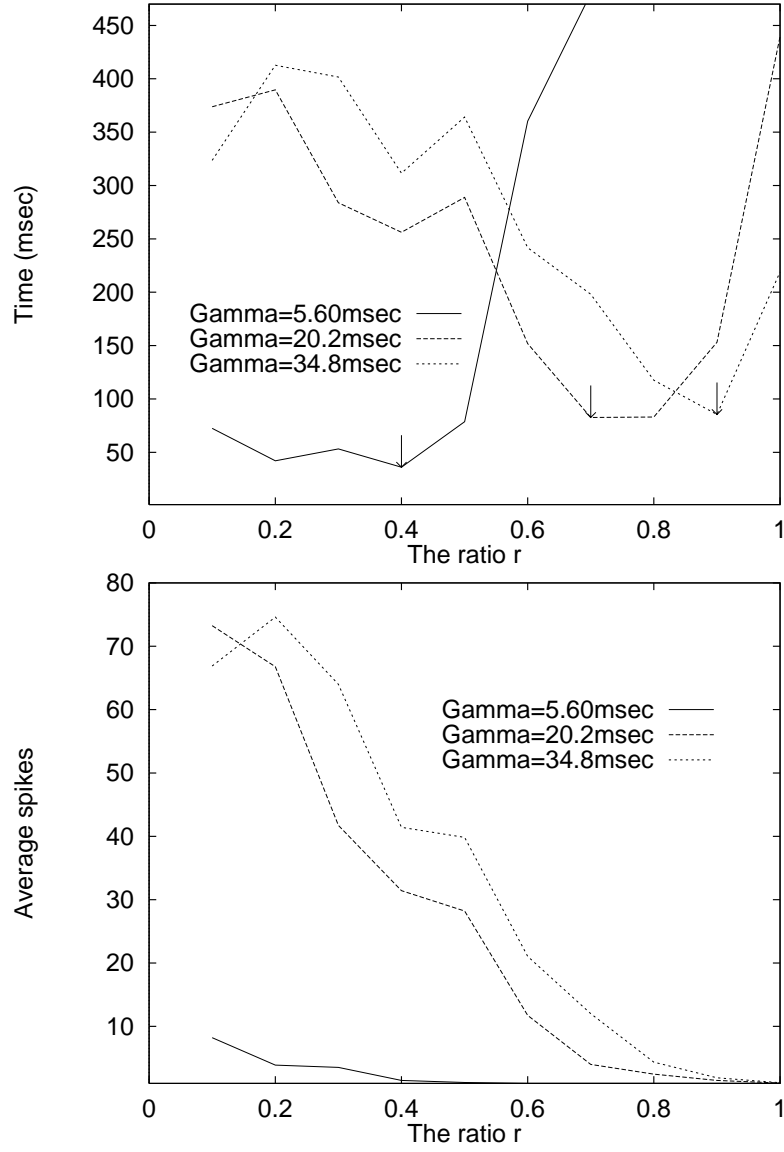 450
400
350
300
250
200
150
100
50
Time (msec)
Gamma=5.60msec
Gamma=20.2msec
Gamma=34.8msec
0 0.2 0.4 0.6 0.8 1
The ratio r
80
70
60
50
40
30
20
10
Average spikes
Gamma=5.60msec
Gamma=20.2msec
Gamma=34.8msec
0 0.2 0.4 0.6 0.8 1
The ratio r